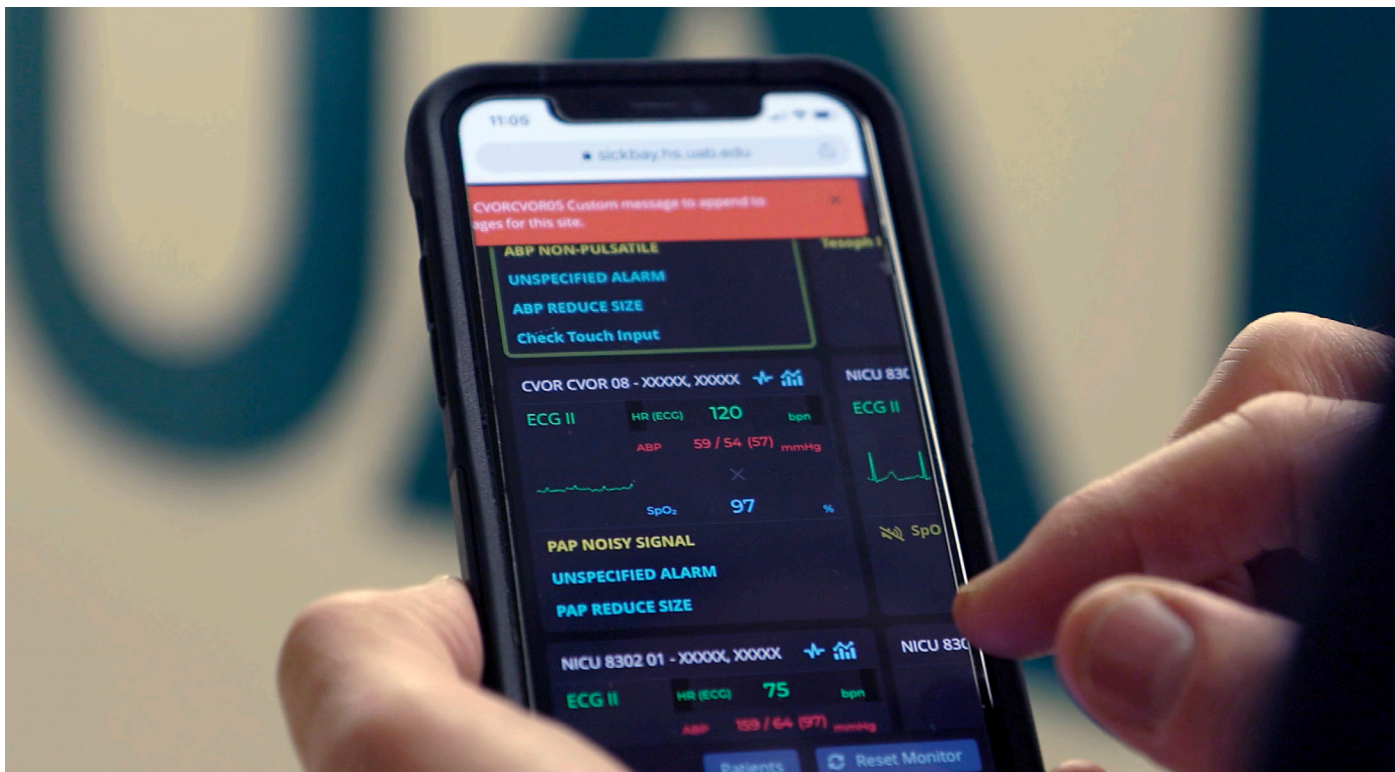 UA
11:05
sickbay.hs.uab.edu
CVORCVOR05 Custom message to append to
ages for this site.
ABP NON-PULSATILE
UNSPECIFIED ALARM
ABP REDUCE SIZE
Check Touch Input
Tesoph
CVOR CVOR 08 - XXXXX, XXXXX
ECG II HR (ECG) 120 bpn
ABP 59 / 54 (57) mmHg
SpO₂ 97 %
PAP NOISY SIGNAL
UNSPECIFIED ALARM
PAP REDUCE SIZE
NICU 830
ECG II
SpO
NICU 8302 01 - XXXXX, XXXXX
ECG II HR (ECG) 75 bpn
ABP 159 / 64 (97) mmHg
NICU 830
Patients Reset Monitor